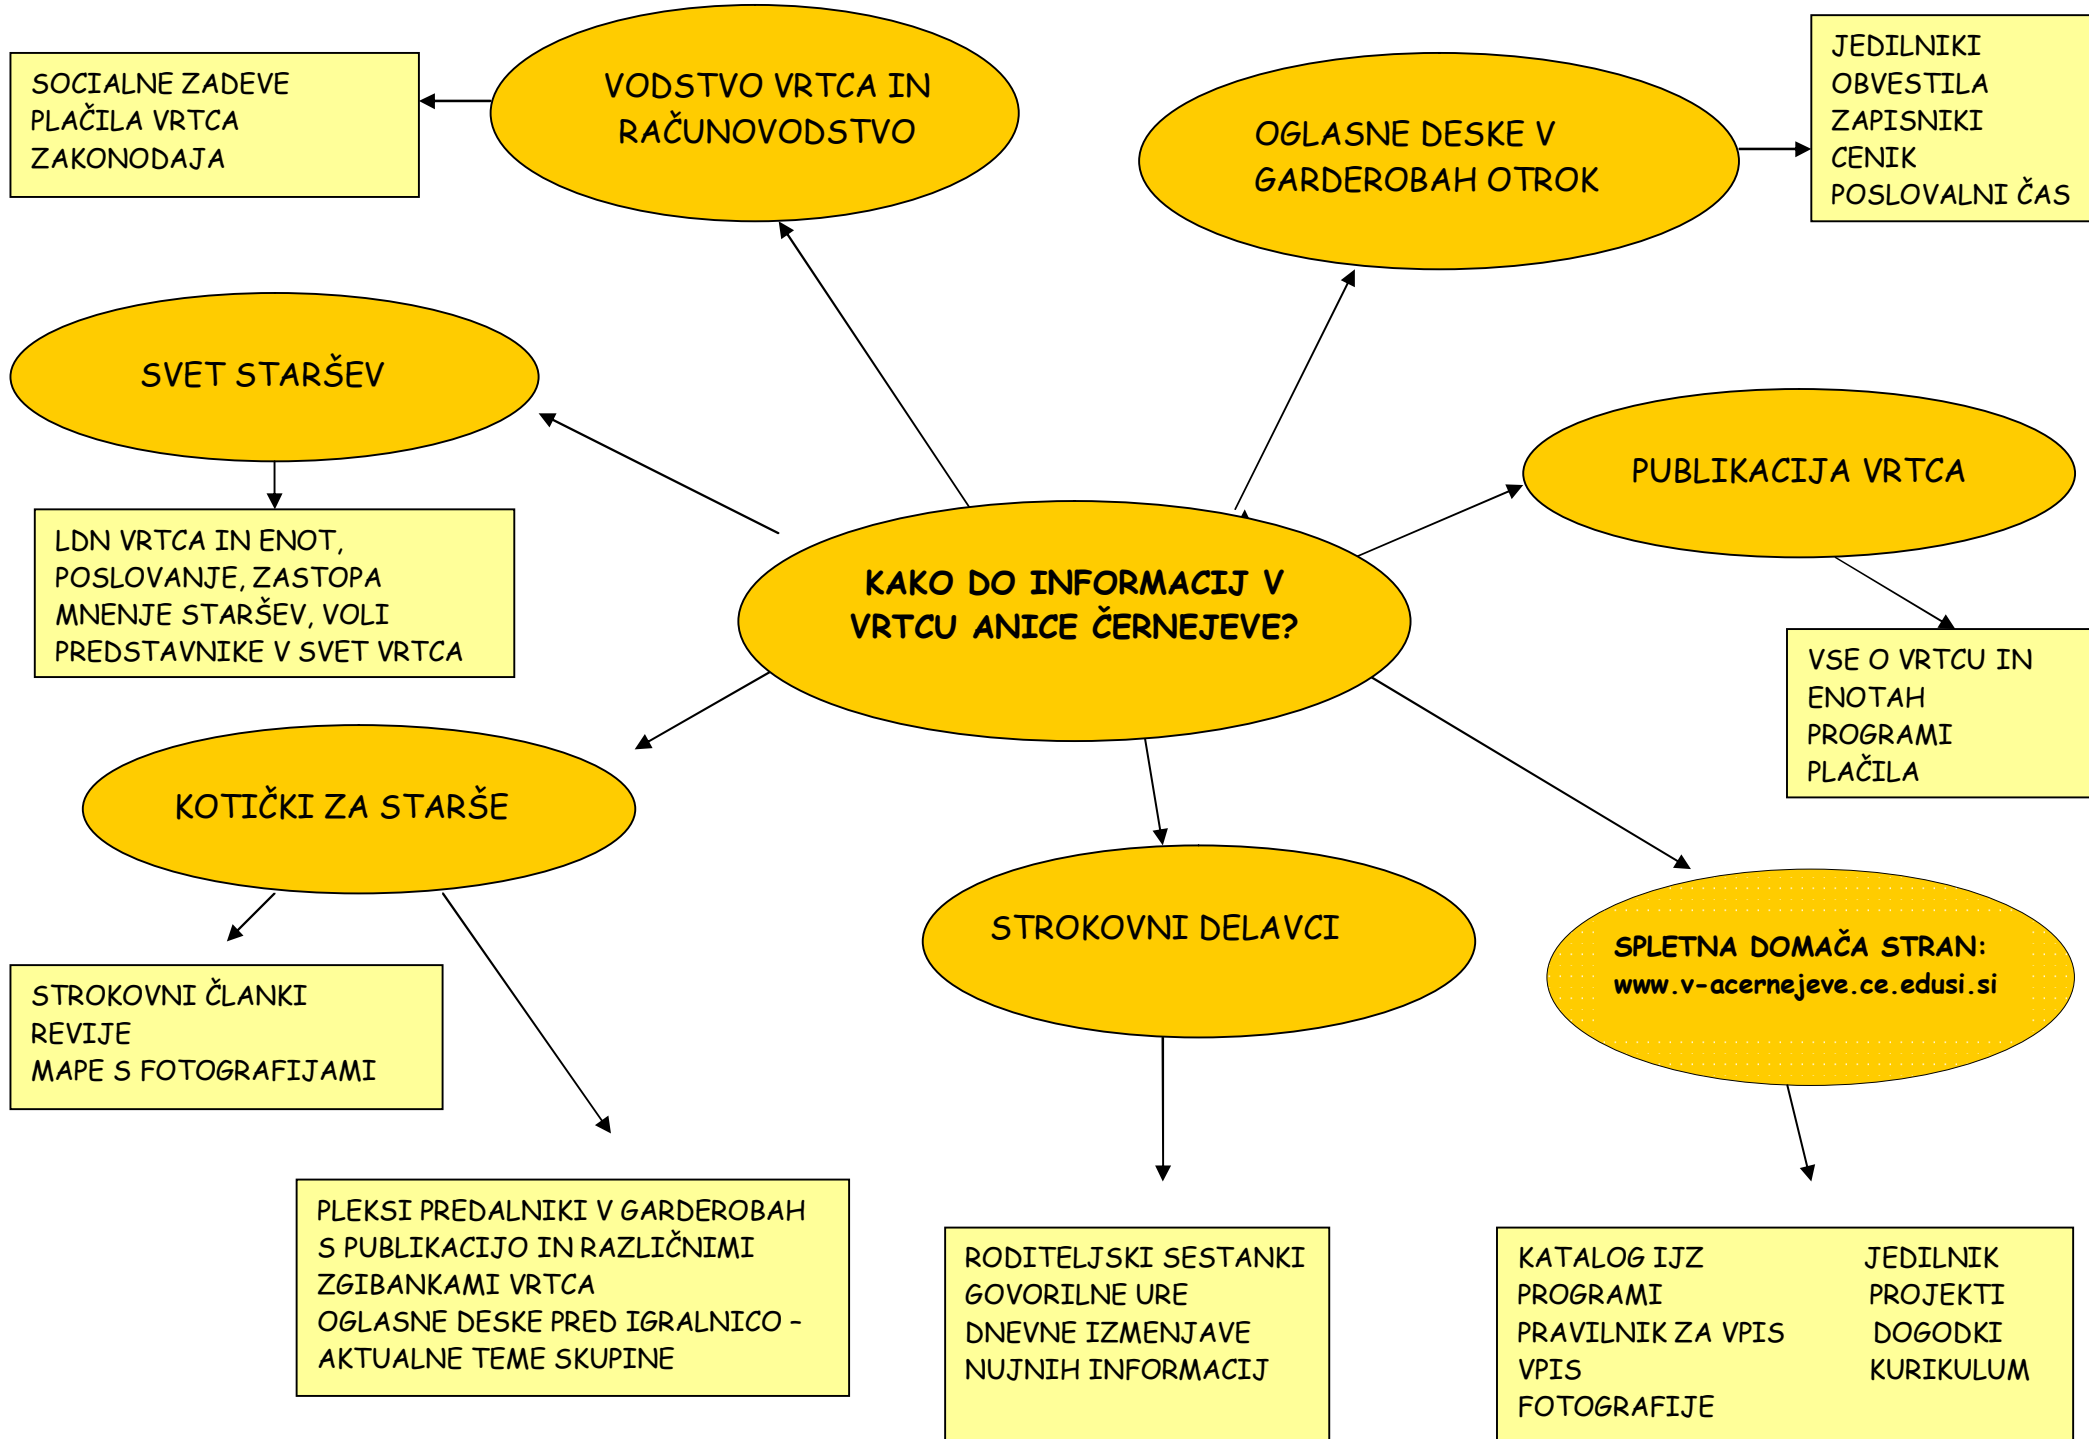 SOCIALNE ZADEVE
PLAČILA VRTCA
ZAKONODAJA
VODSTVO VRTCA IN
RAČUNOVODSTVO
OGLASNE DESKE V
GARDEROBAH OTROK
JEDILNIKI
OBVESTILA
ZAPISNIKI
CENIK
POSLOVALNI ČAS
SVET STARŠEV
LDN VRTCA IN ENOT,
POSLOVANJE, ZASTOPA
MNENJE STARŠEV, VOLI
PREDSTAVNIKE V SVET VRTCA
KAKO DO INFORMACIJ V
VRTCU ANICE ČERNEJEVE?
PUBLIKACIJA VRTCA
VSE O VRTCU IN
ENOTAH
PROGRAMI
PLAČILA
KOTIČKI ZA STARŠE
STROKOVNI ČLANKI
REVIJE
MAPE S FOTOGRAFIJAMI
PLEKSI PREDALNIKI V GARDEROBAH
S PUBLIKACIJO IN RAZLIČNIMI
ZGIBANKAMI VRTCA
OGLASNE DESKE PRED IGRALNICO –
AKTUALNE TEME SKUPINE
STROKOVNI DELAVCI
RODITELJSKI SESTANKI
GOVORILNE URE
DNEVNE IZMENJAVE
NUJNIH INFORMACIJ
SPLETNA DOMAČA STRAN:
www.v-acernejeve.ce.edusi.si
KATALOG IJZ JEDILNIK
PROGRAMI PROJEKTI
PRAVILNIK ZA VPIS DOGODKI
VPIS KURIKULUM
FOTOGRAFIJE